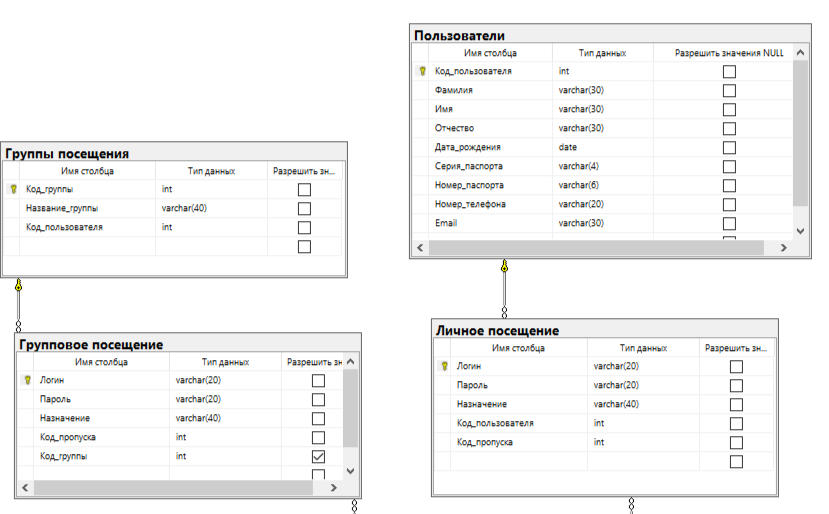 Пользователи
Имя столбца Тип данных Разрешить значения NULL
Код_пользователя int
Фамилия varchar(30)
Имя varchar(30)
Отчество varchar(30)
Дата_рождения date
Серия_паспорта varchar(4)
Номер_паспорта varchar(6)
Номер_телефона varchar(20)
Email varchar(30)
Группы посещения
Имя столбца Тип данных Разрешить зн...
Код_группы int
Название_группы varchar(40)
Код_пользователя int
Групповое посещение
Имя столбца Тип данных Разрешить зн
Логин varchar(20)
Пароль varchar(20)
Назначение varchar(40)
Код_пропуска int
Код_группы int
Личное посещение
Имя столбца Тип данных Разрешить зн...
Логин varchar(20)
Пароль varchar(20)
Назначение varchar(40)
Код_пользователя int
Код_пропуска int